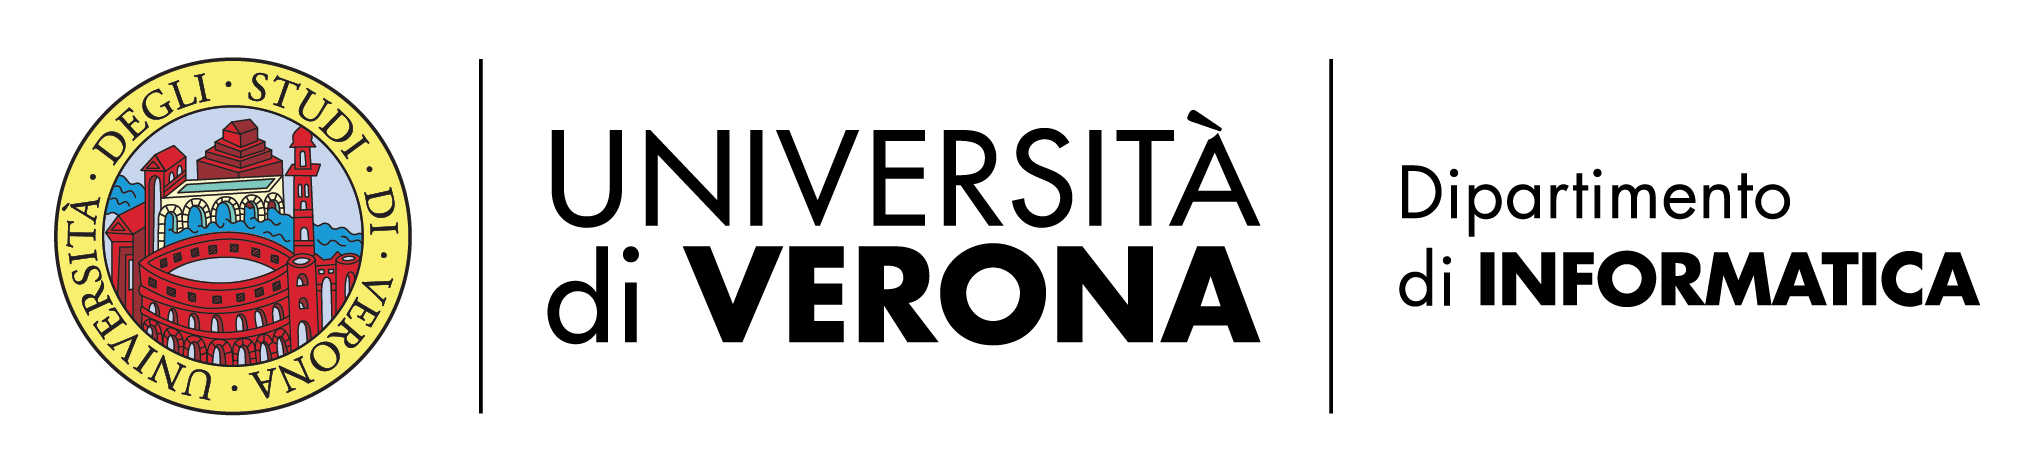 UNIVERSITÀ · DEGLI · STUDI · DI · VERONA ·
UNIVERSITÀ
di VERONA
Dipartimento
di INFORMATICA